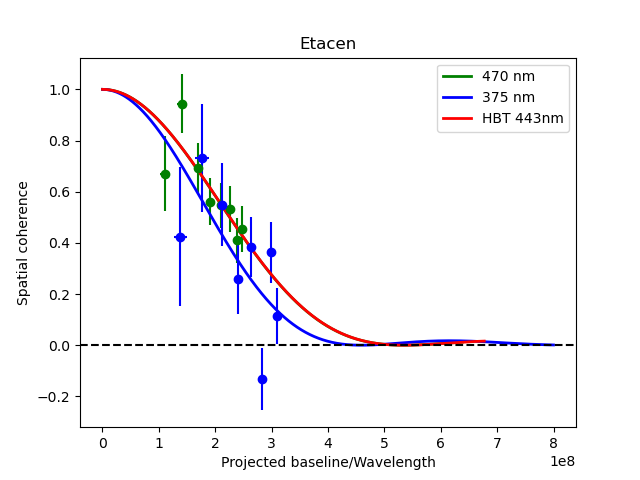 Etacen
470 nm
375 nm
HBT 443nm
Spatial coherence
1.0
0.8
0.6
0.4
0.2
0.0
−0.2
0 1 2 3 4 5 6 7 8
1e8
Projected baseline/Wavelength